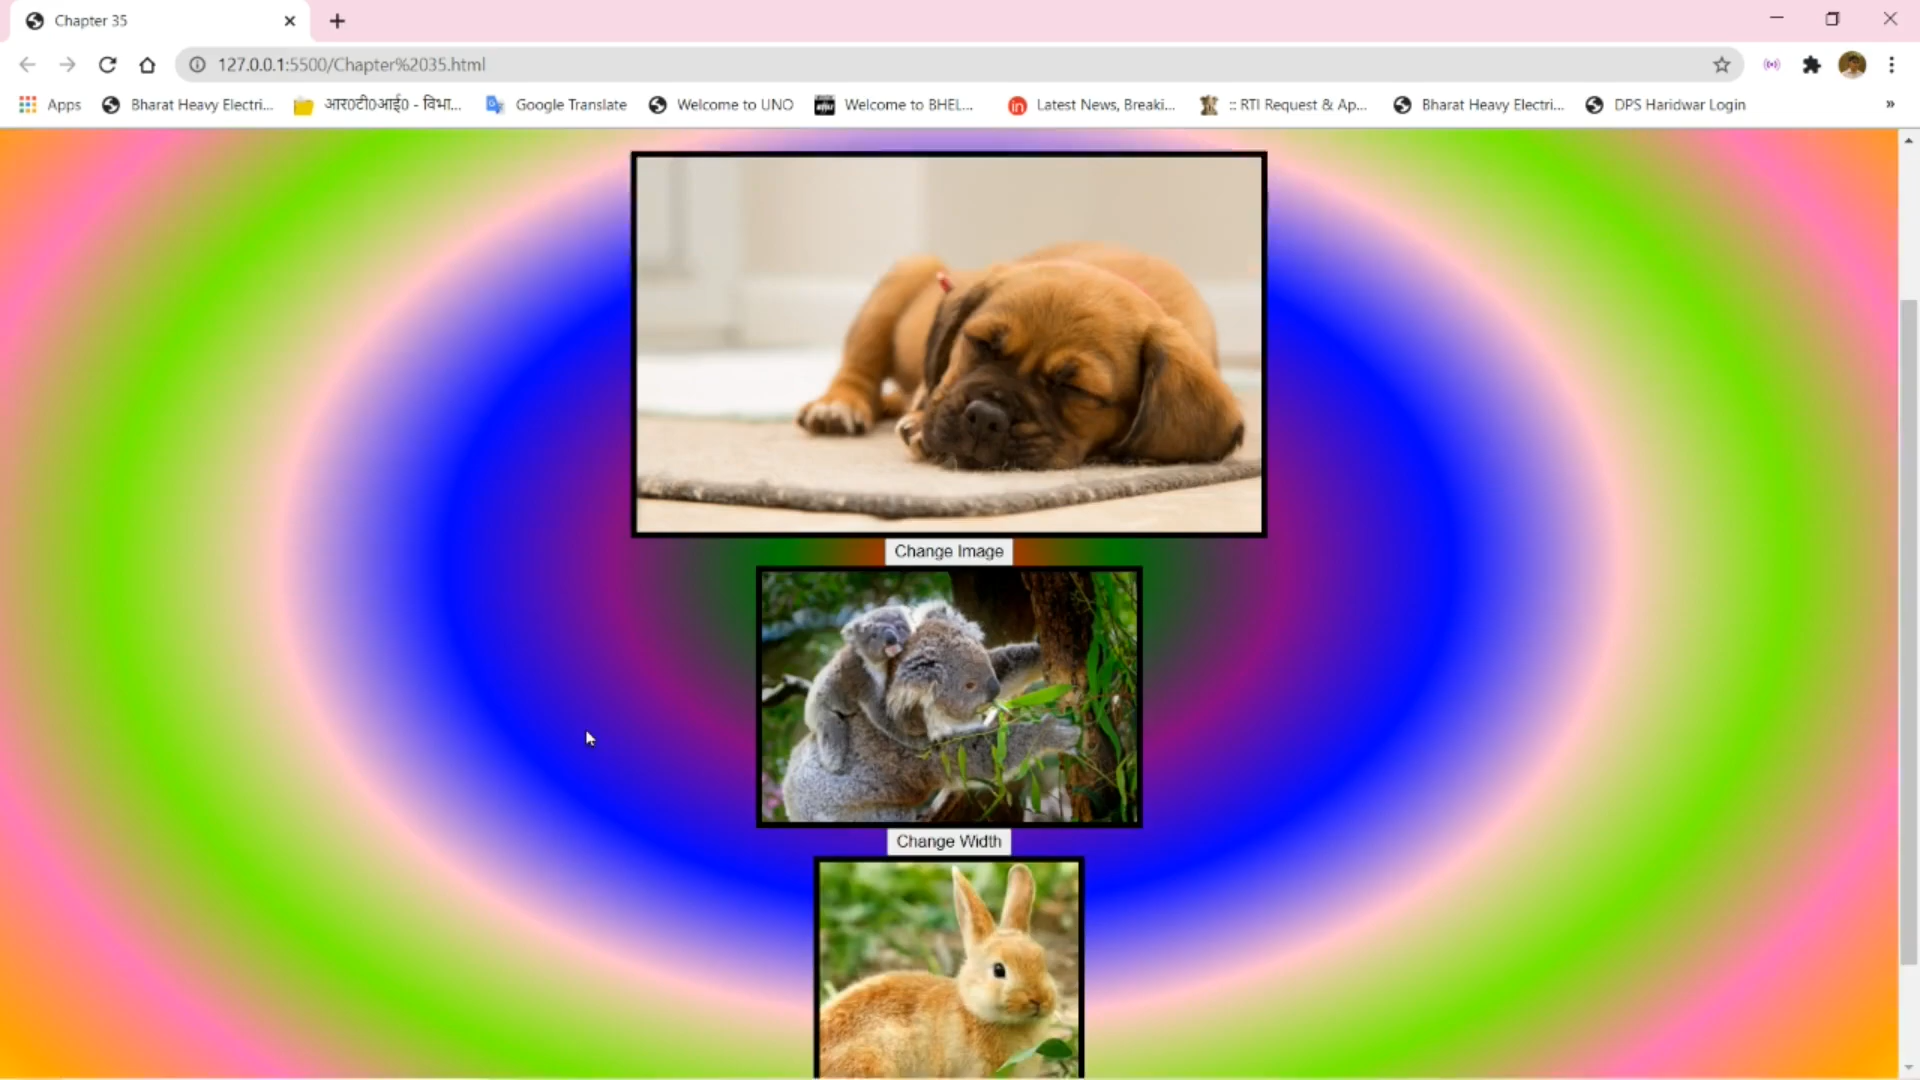 Chapter 35
127.0.0.1:5500/Chapter%2035.html
Apps Bharat Heavy Electri... आर0टी0आई0 - विभा... Google Translate Welcome to UNO Welcome to BHEL... Latest News, Breaki... :: RTI Request & Ap... Bharat Heavy Electri... DPS Haridwar Login »
Change Image
Change Width